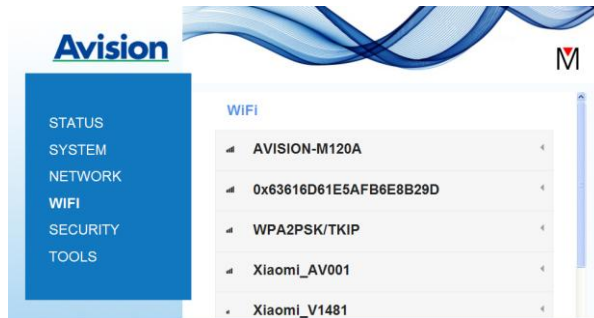 Avision
M
STATUS
SYSTEM
NETWORK
WIFI
SECURITY
TOOLS
WiFi
AVISION-M120A
0x63616D61E5AFB6E8B29D
WPA2PSK/TKIP
Xiaomi_AV001
Xiaomi_V1481